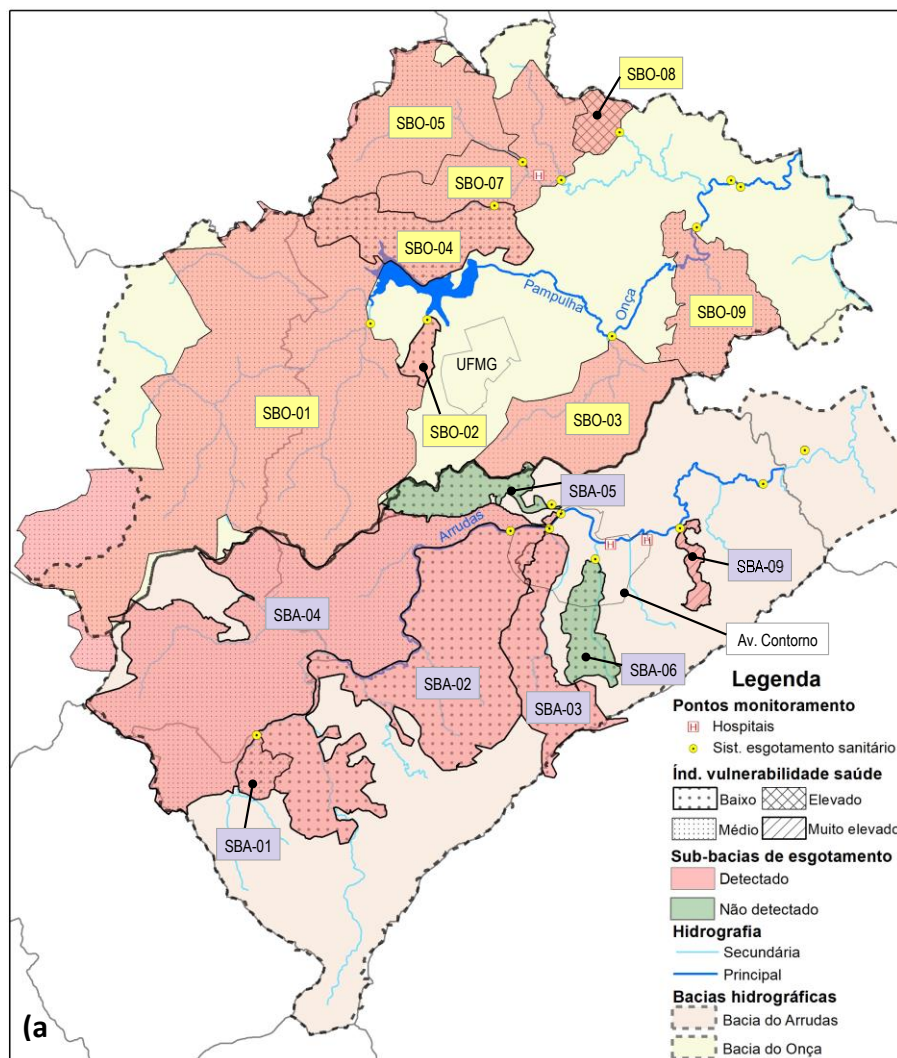 SBO-08
SBO-05
H
SBO-07
SBO-04
Pampulha
Onça
SBO-09
UFMG
SBO-01
SBO-02
SBO-03
SBA-05
Arrudas
H
H
SBA-09
SBA-04
Av. Contorno
SBA-02
SBA-06
SBA-03
SBA-01
(a
Legenda
Pontos monitoramento
H Hospitais
Sist. esgotamento sanitário
Índ. vulnerabilidade saúde
Baixo Elevado
Médio Muito elevado
Sub-bacias de esgotamento
Detectado
Não detectado
Hidrografia
Secundária
Principal
Bacias hidrográficas
Bacia do Arrudas
Bacia do Onça